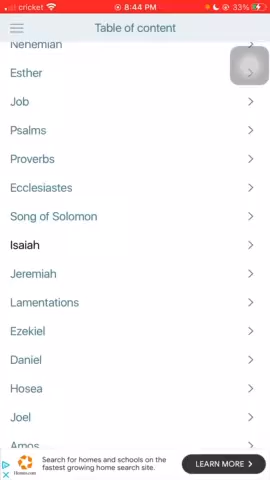 cricket
8:44 PM
33%
Table of content
Nehemiah
Esther
Job
Psalms
Proverbs
Ecclesiastes
Song of Solomon
Isaiah
Jeremiah
Lamentations
Ezekiel
Daniel
Hosea
Joel
Amos
Search for homes and schools on the
fastest growing home search site.
LEARN MORE
Homes.com